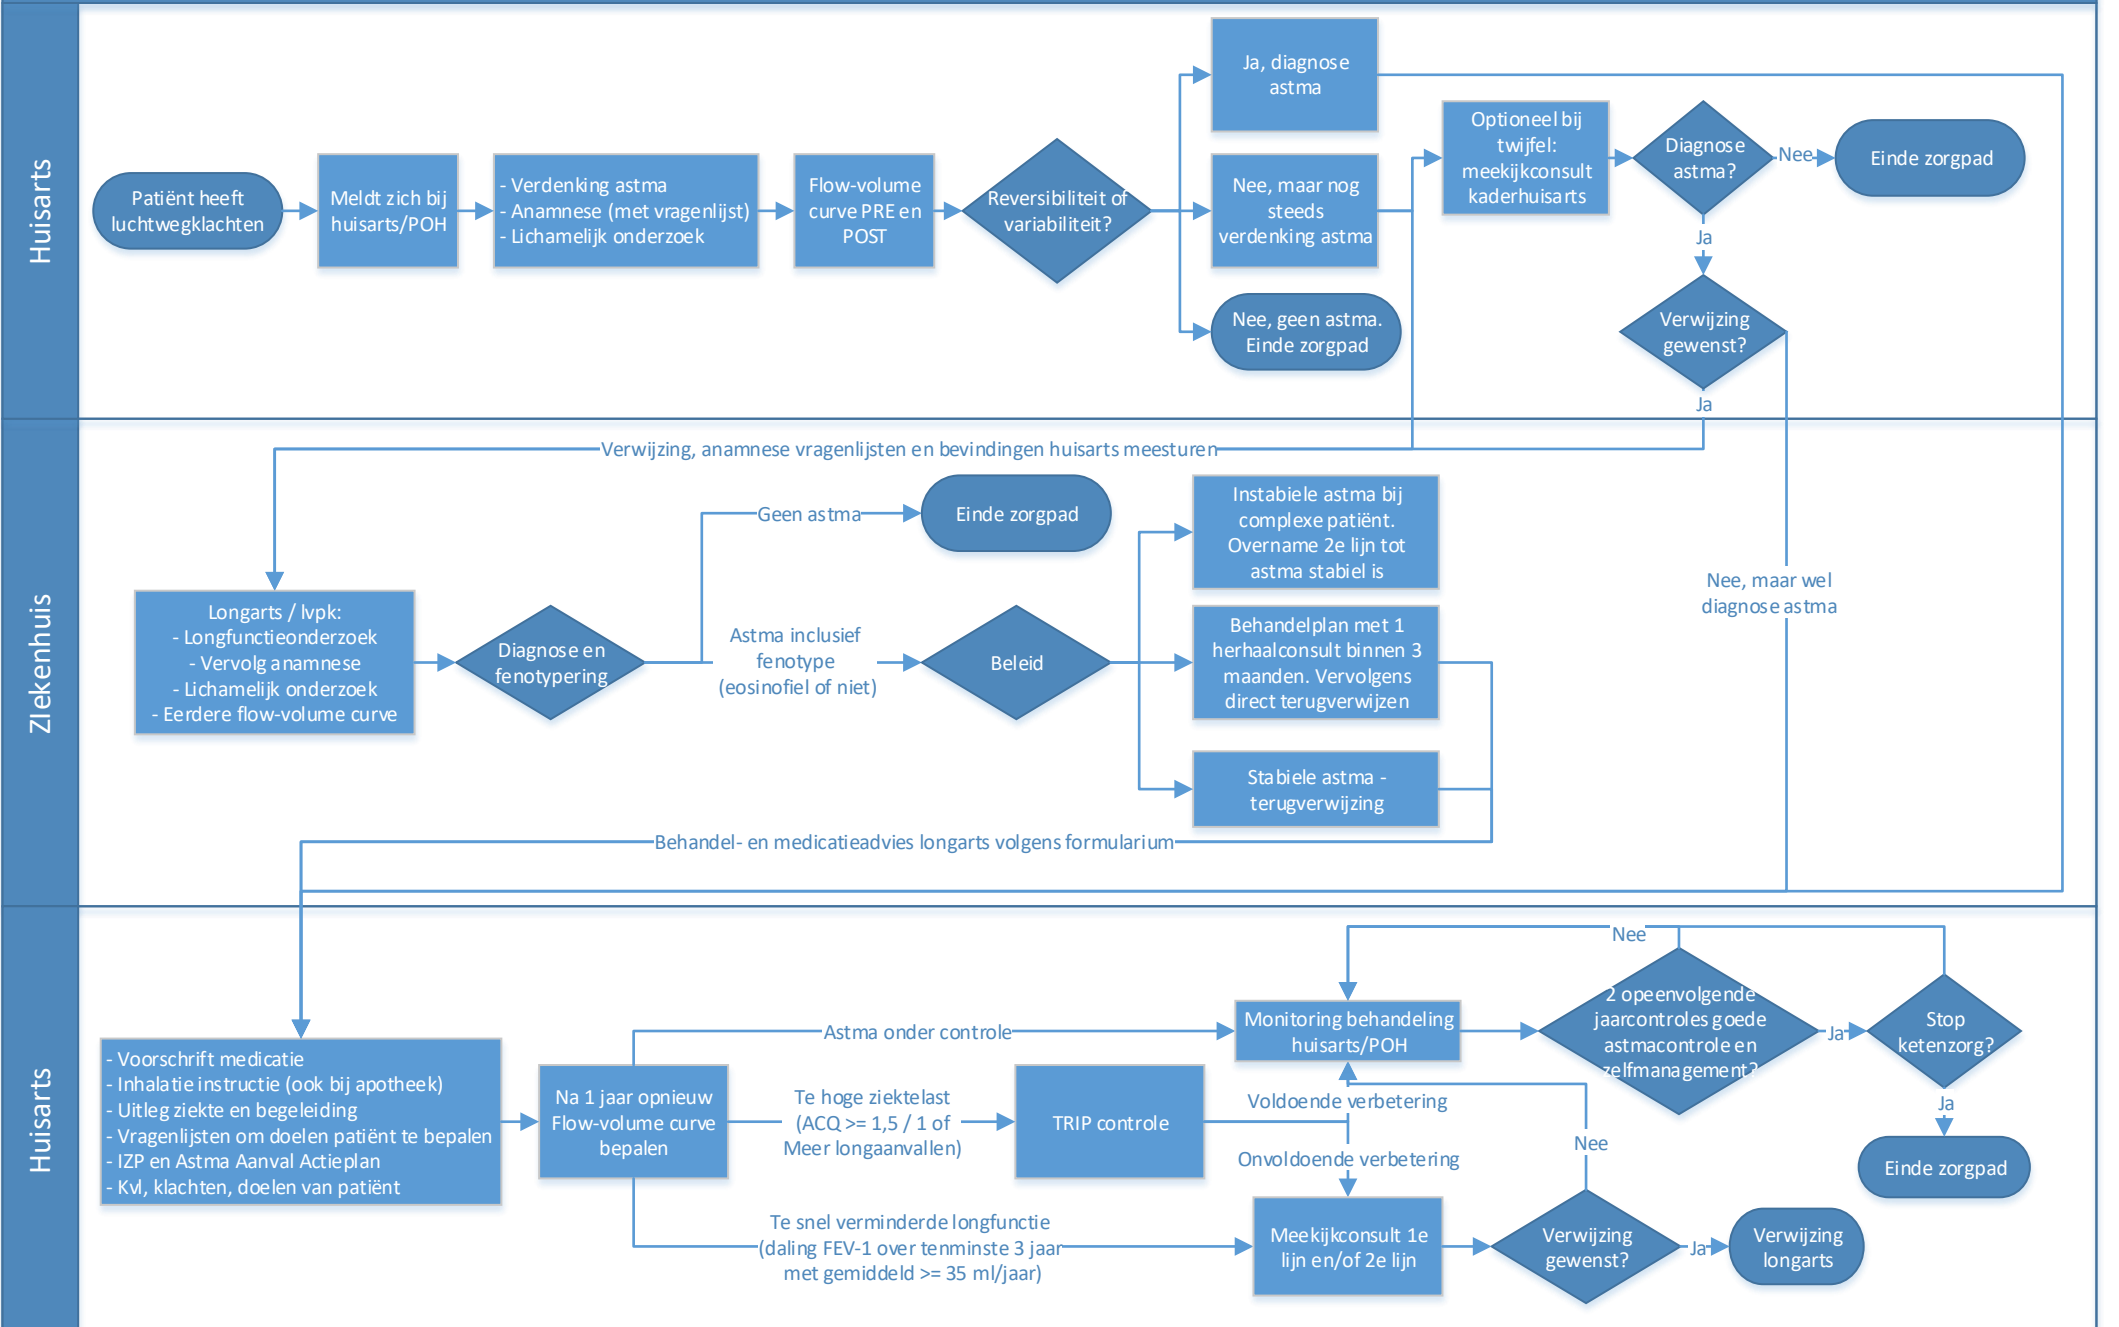 Huisarts
Patiënt heeft
luchtwegklachten
Meldt zich bij
huisarts/POH
- Verdenking astma
- Anamnese (met vragenlijst)
- Lichamelijk onderzoek
Flow-volume
curve PRE en
POST
Reversibiliteit of
variabiliteit?
Ja, diagnose
astma
Nee, maar nog
steeds
verdenking astma
Nee, geen astma.
Einde zorgpad
Optioneel bij
twijfel:
meekijkconsult
kaderhuisarts
Diagnose
astma?
Nee
Einde zorgpad
Ja
Verwijzing
gewenst?
Ja
Nee, maar wel
diagnose astma
ZIekenhuis
Verwijzing, anamnese vragenlijsten en bevindingen huisarts meesturen
Longarts / lvpk:
- Longfunctieonderzoek
- Vervolg anamnese
- Lichamelijk onderzoek
- Eerdere flow-volume curve
Diagnose en
fenotypering
Geen astma
Einde zorgpad
Astma inclusief
fenotype
(eosinofiel of niet)
Beleid
Instabiele astma bij
complexe patiënt.
Overname 2e lijn tot
astma stabiel is
Behandelplan met 1
herhaalconsult binnen 3
maanden. Vervolgens
direct terugverwijzen
Stabiele astma -
terugverwijzing
Behandel- en medicatieadvies longarts volgens formularium
Huisarts
- Voorschrift medicatie
- Inhalatie instructie (ook bij apotheek)
- Uitleg ziekte en begeleiding
- Vragenlijsten om doelen patiënt te bepalen
- IZP en Astma Aanval Actieplan
- Kvl, klachten, doelen van patiënt
Na 1 jaar opnieuw
Flow-volume curve
bepalen
Astma onder controle
Te hoge ziektelast
(ACQ >= 1,5 / 1 of
Meer longaanvallen)
Te snel verminderde longfunctie
(daling FEV-1 over tenminste 3 jaar
met gemiddeld >= 35 ml/jaar)
TRIP controle
Voldoende verbetering
Onvoldoende verbetering
Monitoring behandeling
huisarts/POH
Meekijkconsult 1e
lijn en/of 2e lijn
Nee
2 opeenvolgende
jaarcontroles goede
astmacontrole en
zelfmanagement?
Ja
Stop
ketenzorg?
Ja
Einde zorgpad
Nee
Verwijzing
gewenst?
Ja
Verwijzing
longarts